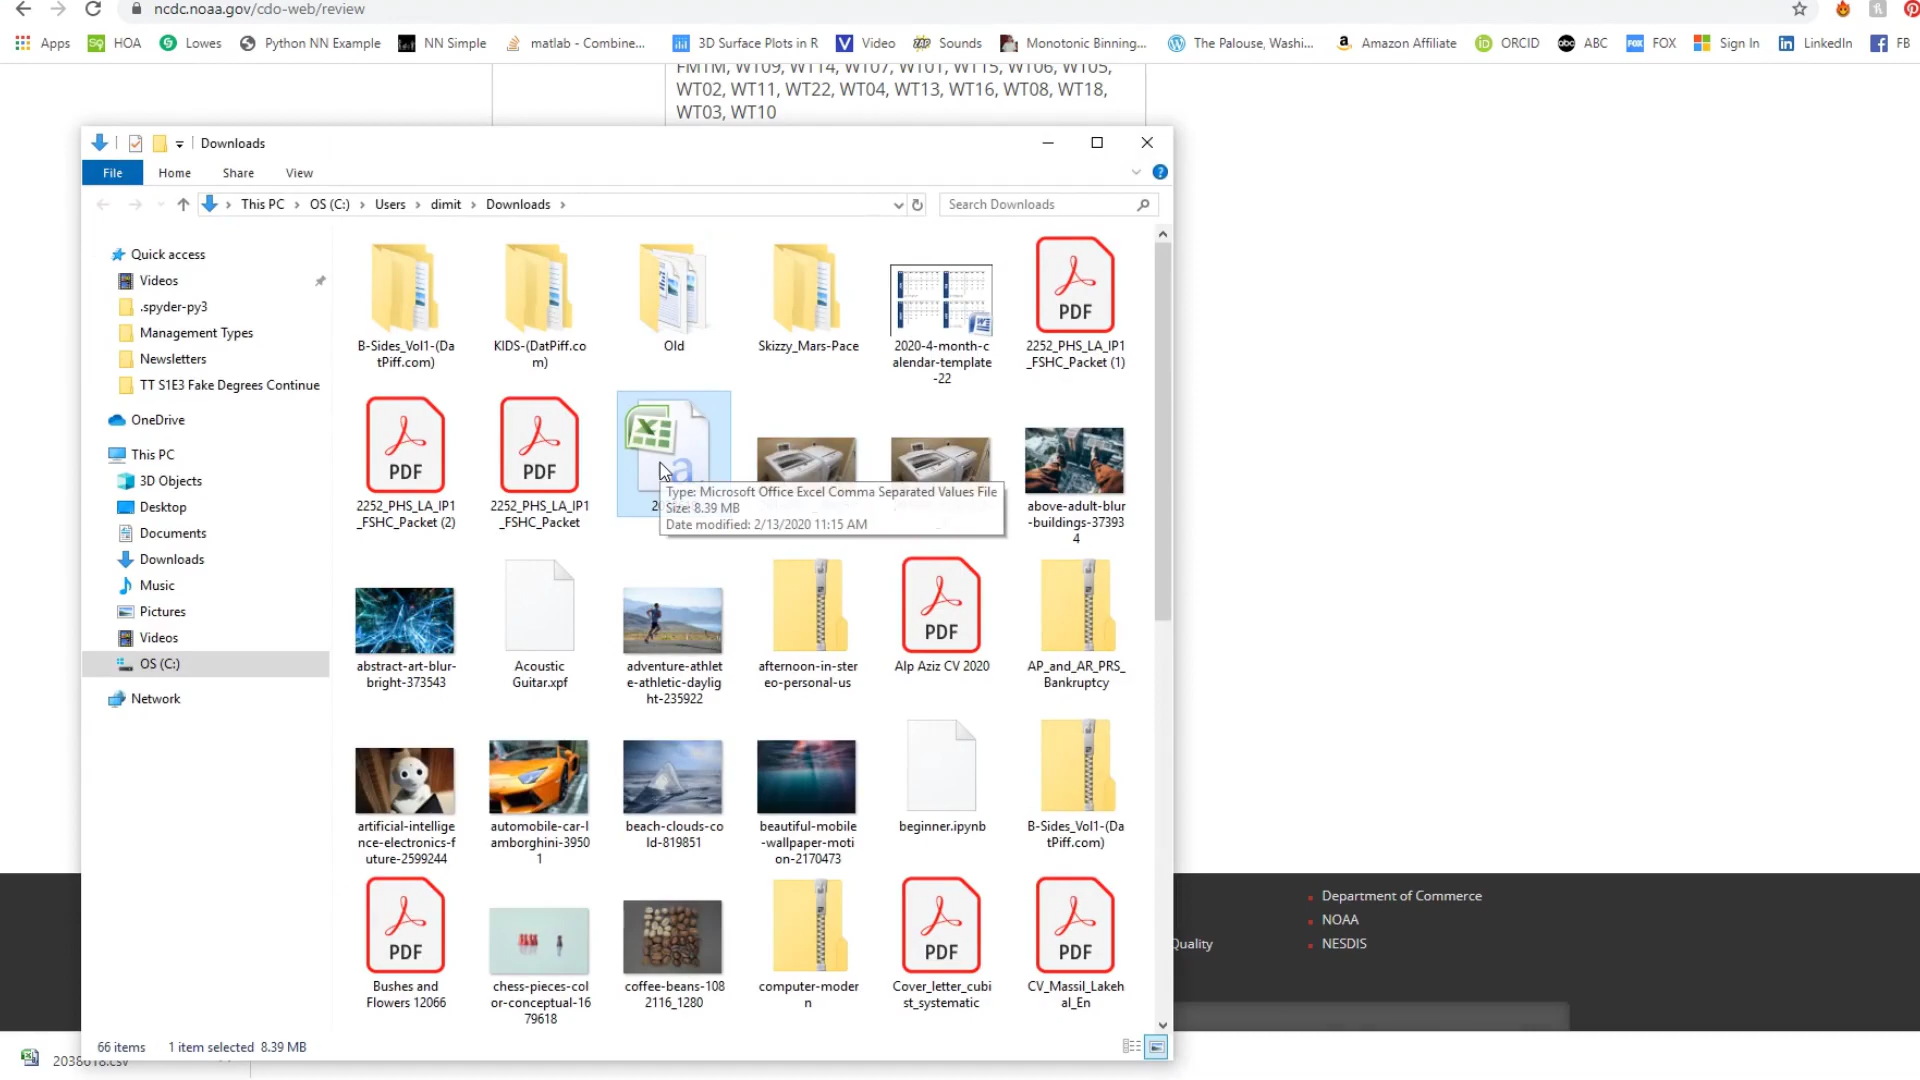 ncdc.noaa.gov/cdo-web/review
Apps HOA Lowes Python NN Example NN Simple matlab - Combine... 3D Surface Plots in R Video Sounds Monotonic Binning... The Palouse, Washi... Amazon Affiliate ORCID ABC FOX Sign In LinkedIn FB
FMTM, WT09, WT14, WT07, WT01, WT15, WT06, WT05,
WT02, WT11, WT22, WT04, WT13, WT16, WT08, WT18,
WT03, WT10
Downloads
File Home Share View
This PC > OS (C:) > Users > dimit > Downloads >
Search Downloads
Quick access
Videos
.spyder-py3
Management Types
Newsletters
TT S1E3 Fake Degrees Continue
OneDrive
This PC
3D Objects
Desktop
Documents
Downloads
Music
Pictures
Videos
OS (C:)
Network
B-Sides_Vol1-(Da
tPiff.com)
KIDS-(DatPiff.co
m)
Old
Skizzy_Mars-Pace
2020-4-month-c
alendar-template
-22
PDF
2252_PHS_LA_IP1
_FSHC_Packet (1)
PDF
2252_PHS_LA_IP1
_FSHC_Packet (2)
PDF
2252_PHS_LA_IP1
_FSHC_Packet
Type: Microsoft Office Excel Comma Separated Values File
Size: 8.39 MB
Date modified: 2/13/2020 11:15 AM
above-adult-blur
-buildings-37393
4
abstract-art-blur-
bright-373543
Acoustic
Guitar.xpf
adventure-athlet
e-athletic-daylig
ht-235922
afternoon-in-ster
eo-personal-us
PDF
Alp Aziz CV 2020
AP_and_AR_PRS_
Bankruptcy
artificial-intellige
nce-electronics-f
uture-2599244
automobile-car-l
amborghini-3950
1
beach-clouds-co
ld-819851
beautiful-mobile
-wallpaper-moti
on-2170473
beginner.ipynb
B-Sides_Vol1-(Da
tPiff.com)
PDF
Bushes and
Flowers 12066
chess-pieces-col
or-conceptual-16
79618
coffee-beans-108
2116_1280
computer-moder
n
PDF
Cover_letter_cubi
st_systematic
PDF
CV_Massil_Lakeh
al_En
66 items 1 item selected 8.39 MB
Department of Commerce
NOAA
NESDIS
Quality
2038618.csv